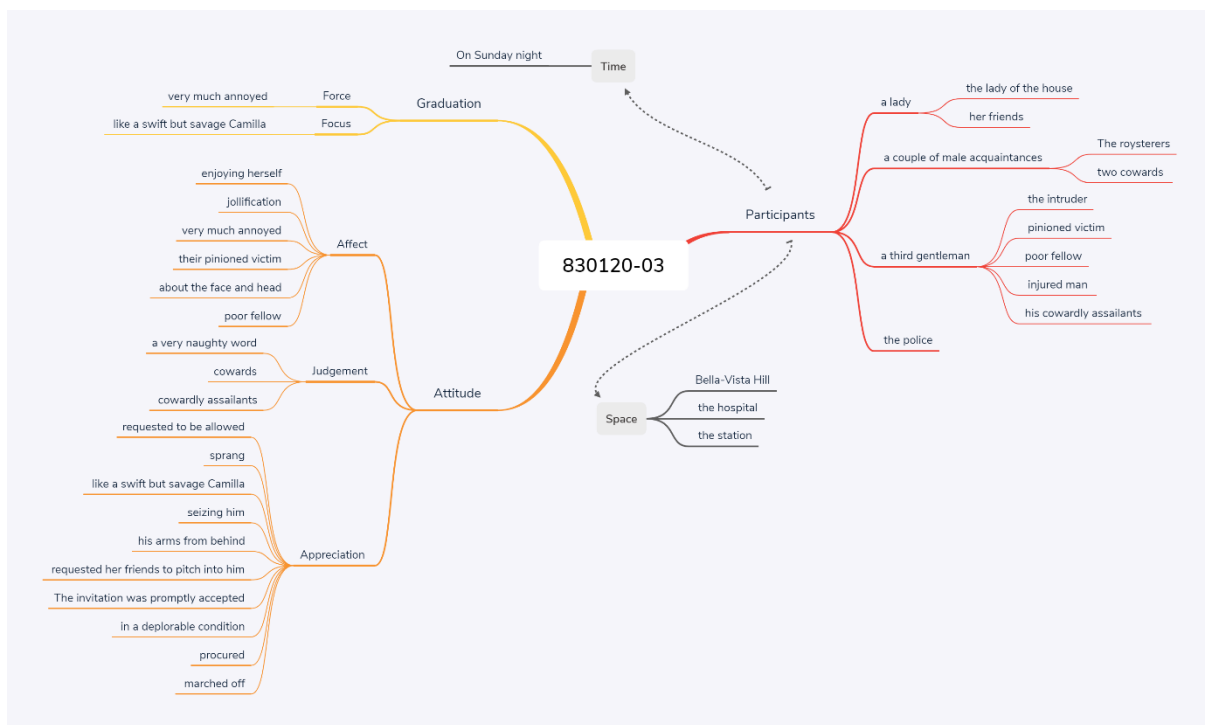 830120-03
Time
On Sunday night
Graduation
Force
very much annoyed
Focus
like a swift but savage Camilla
Attitude
Affect
enjoying herself
jollification
very much annoyed
their pinioned victim
about the face and head
poor fellow
Judgement
a very naughty word
cowards
cowardly assailants
Appreciation
requested to be allowed
sprang
like a swift but savage Camilla
seizing him
his arms from behind
requested her friends to pitch into him
The invitation was promptly accepted
in a deplorable condition
procured
marched off
Participants
a lady
the lady of the house
her friends
a couple of male acquaintances
The roysterers
two cowards
a third gentleman
the intruder
pinioned victim
poor fellow
injured man
his cowardly assailants
the police
Space
Bella-Vista Hill
the hospital
the station